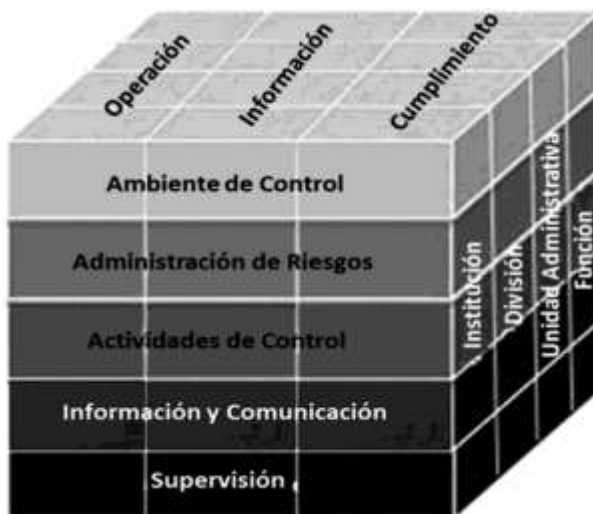 Operación
Información
Cumplimiento
Ambiente de Control
Administración de Riesgos
Actividades de Control
Información y Comunicación
Supervisión
Institución
División
Unidad Administrativa
Función